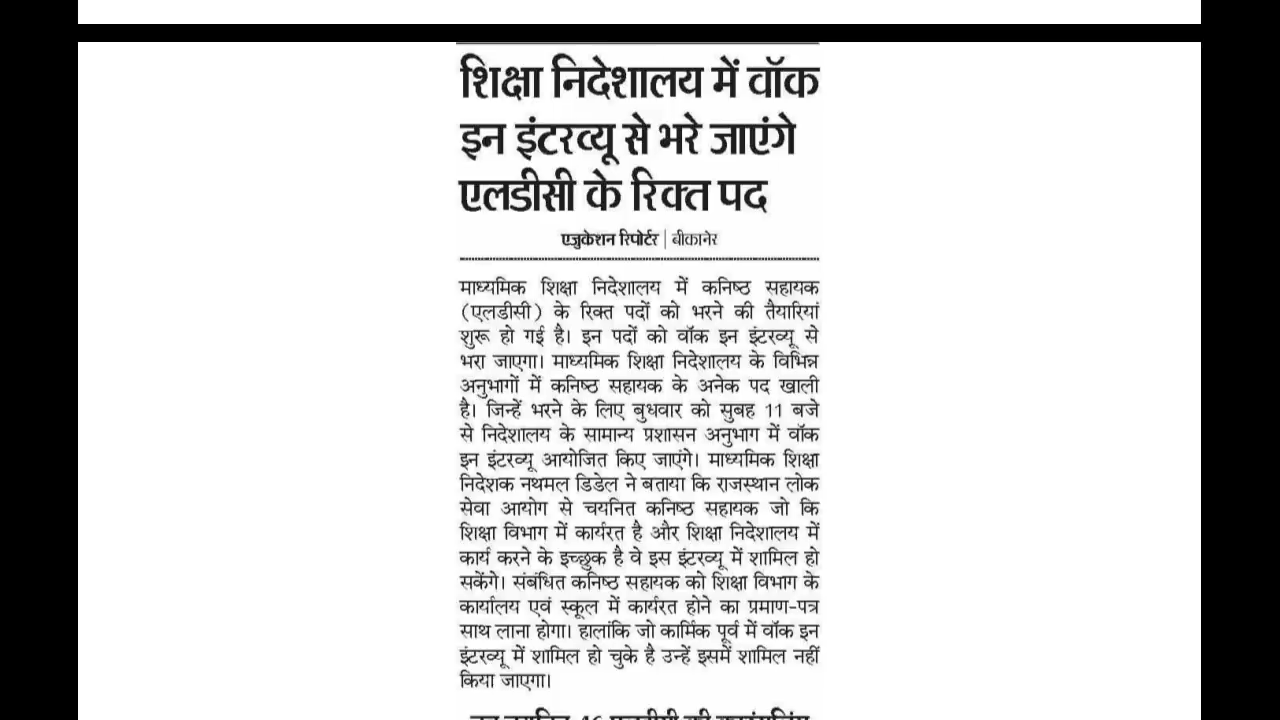 शिक्षा निदेशालय में वॉक
इन इंटरव्यू से भरे जाएंगे
एलडीसी के रिक्त पद
एजुकेशन रिपोर्टर | बीकानेर
माध्यमिक शिक्षा निदेशालय में कनिष्ठ सहायक
(एलडीसी) के रिक्त पदों को भरने की तैयारियां
शुरू हो गई है। इन पदों को वॉक इन इंटरव्यू से
भरा जाएगा। माध्यमिक शिक्षा निदेशालय के विभिन्न
अनुभागों में कनिष्ठ सहायक के अनेक पद खाली
है। जिन्हें भरने के लिए बुधवार को सुबह 11 बजे
से निदेशालय के सामान्य प्रशासन अनुभाग में वॉक
इन इंटरव्यू आयोजित किए जाएंगे। माध्यमिक शिक्षा
निदेशक नथमल डिडेल ने बताया कि राजस्थान लोक
सेवा आयोग से चयनित कनिष्ठ सहायक जो कि
शिक्षा विभाग में कार्यरत है और शिक्षा निदेशालय में
कार्य करने के इच्छुक है वे इस इंटरव्यू में शामिल हो
सकेंगे। संबंधित कनिष्ठ सहायक को शिक्षा विभाग के
कार्यालय एवं स्कूल में कार्यरत होने का प्रमाण-पत्र
साथ लाना होगा। हालांकि जो कार्मिक पूर्व में वॉक इन
इंटरव्यू में शामिल हो चुके है उन्हें इसमें शामिल नहीं
किया जाएगा।